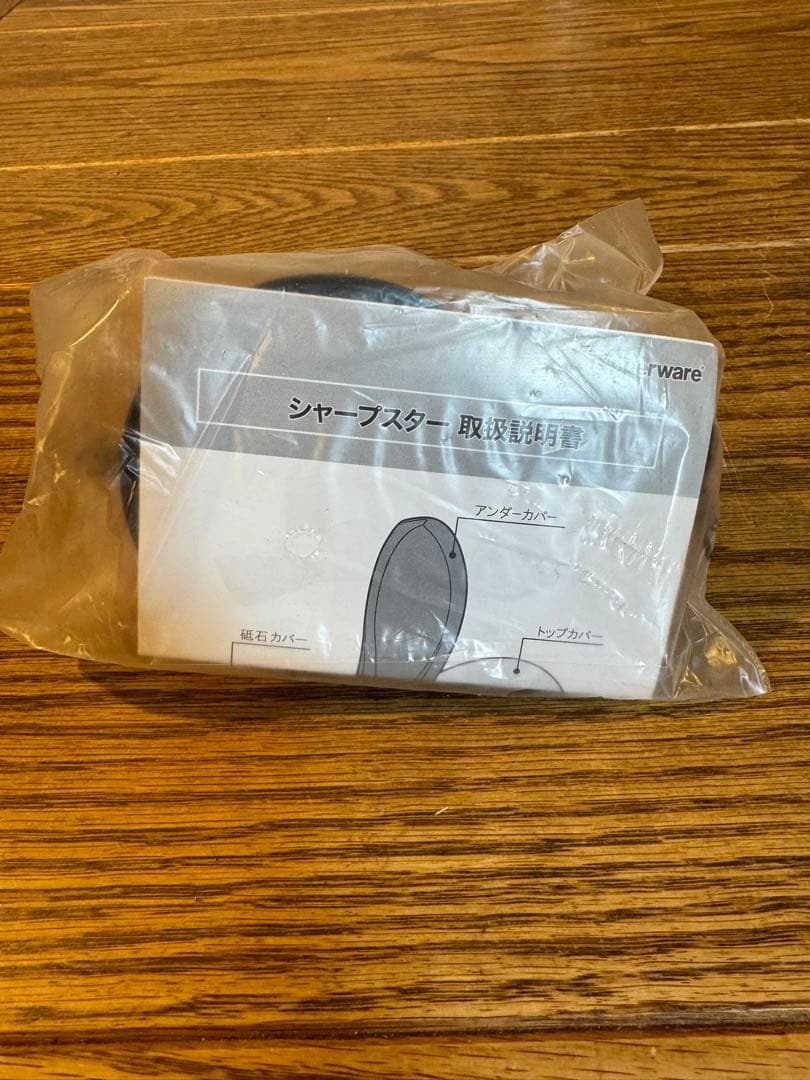 erware
シャープスター 取扱説明書
アンダーカバー
砥石カバー
トップカバー